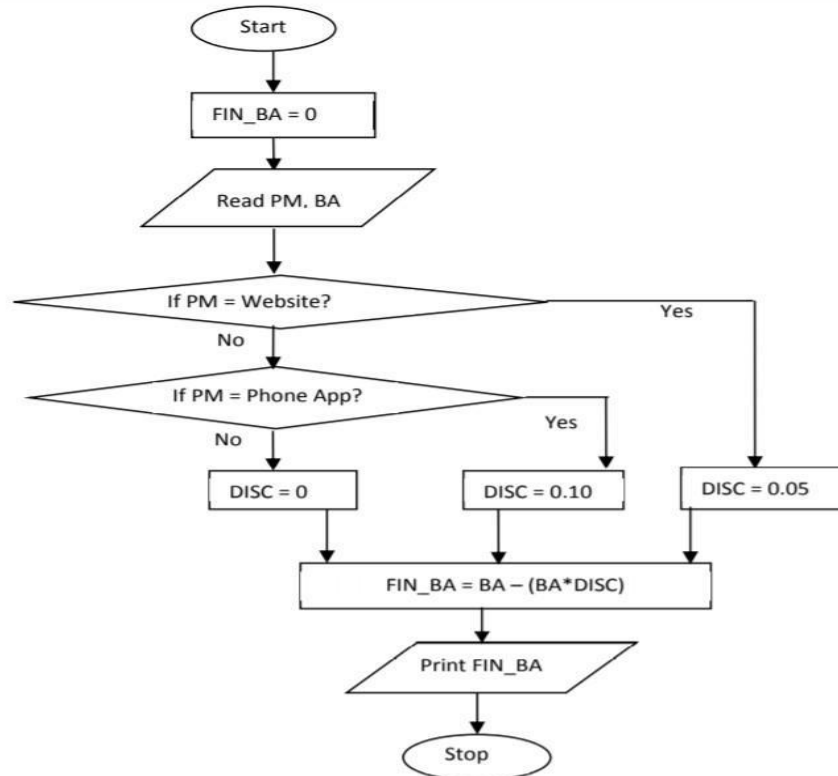 Start
FIN_BA = 0
Read PM, BA
If PM = Website?
Yes
No
If PM = Phone App?
Yes
No
DISC = 0
DISC = 0.10
DISC = 0.05
FIN_BA = BA – (BA*DISC)
Print FIN_BA
Stop